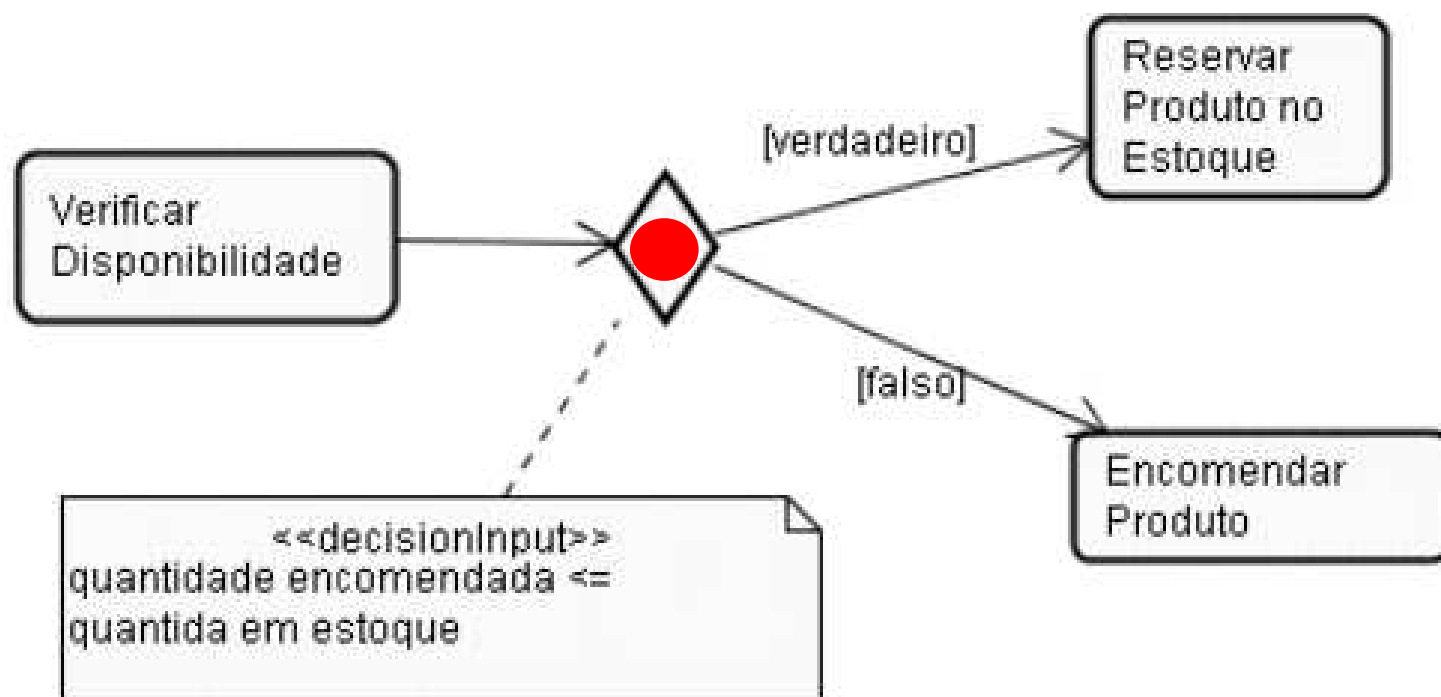 Verificar
Disponibilidade
[verdadeiro]
Reservar
Produto no
Estoque
[falso]
Encomendar
Produto
<<decisionInput>>
quantidade encomendada <=
quantida em estoque